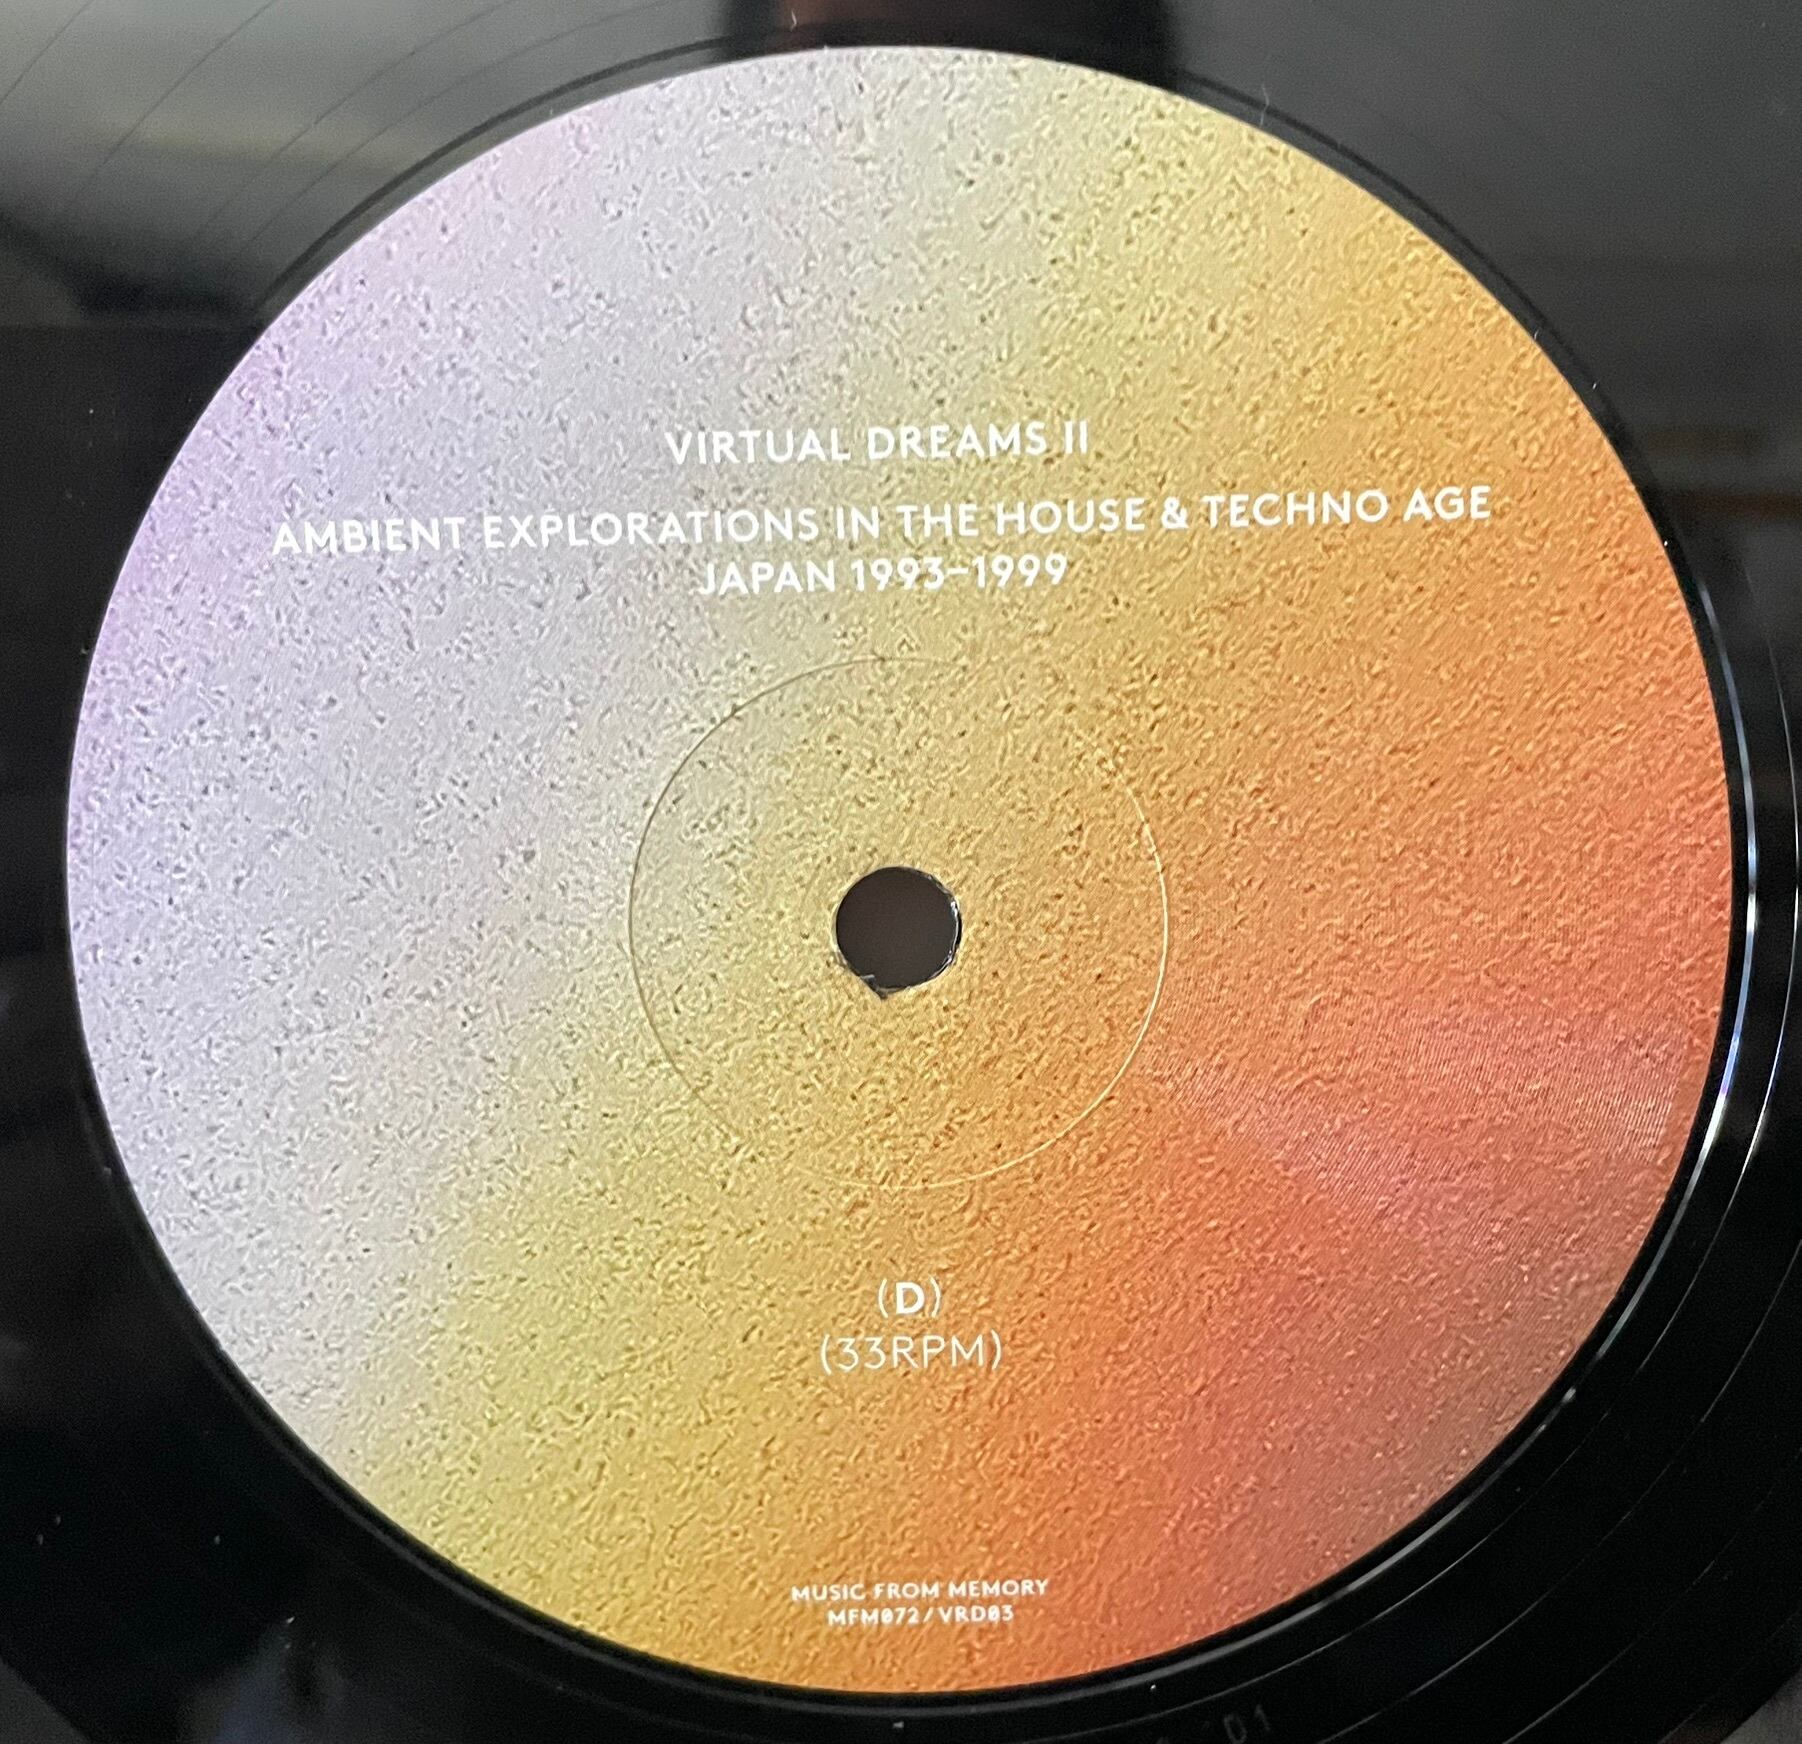 VIRTUAL DREAMS II
AMBIENT EXPLORATIONS IN THE HOUSE & TECHNO AGE
JAPAN 1993–1999
(D)
(33RPM)
MUSIC FROM MEMORY
MFM072/VRD03
D1